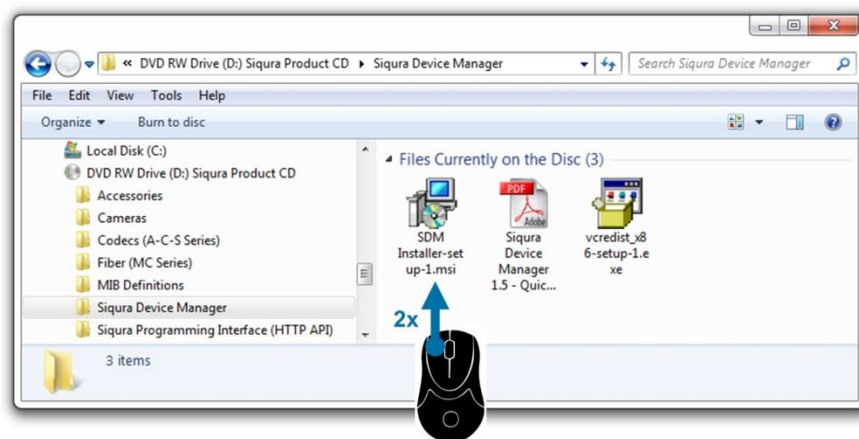 « DVD RW Drive (D:) Siqura Product CD ▸ Siqura Device Manager
Search Siqura Device Manager
File Edit View Tools Help
Organize Burn to disc
Local Disk (C:)
DVD RW Drive (D:) Siqura Product CD
Accessories
Cameras
Codecs (A-C-S Series)
Fiber (MC Series)
MIB Definitions
Siqura Device Manager
Siqura Programming Interface (HTTP API)
Files Currently on the Disc (3)
PDF
Adobe
SDM
Installer-set
up-1.msi
Siqura
Device
Manager
1.5 - Quic...
vcredist_x8
6-setup-1.e
xe
2x
3 items